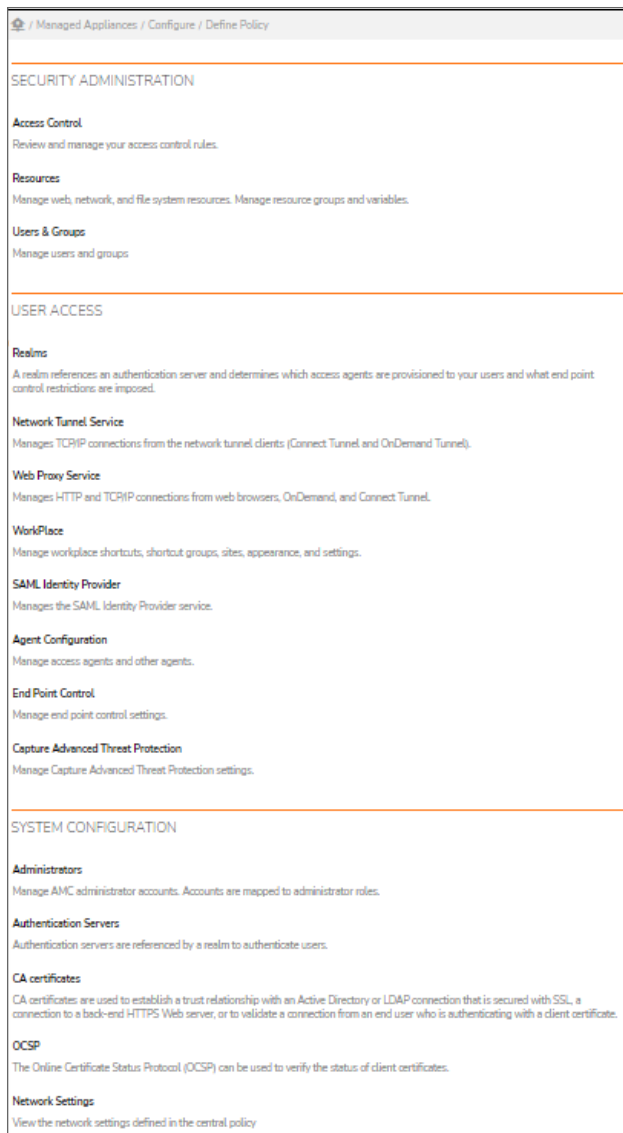 / Managed Appliances / Configure / Define Policy
SECURITY ADMINISTRATION
Access Control
Review and manage your access control rules.
Resources
Manage web, network, and file system resources. Manage resource groups and variables.
Users & Groups
Manage users and groups
USER ACCESS
Realms
A realm references an authentication server and determines which access agents are provisioned to your users and what end point
control restrictions are imposed.
Network Tunnel Service
Manages TCP/IP connections from the network tunnel clients (Connect Tunnel and OnDemand Tunnel).
Web Proxy Service
Manages HTTP and TCP/IP connections from web browsers, OnDemand, and Connect Tunnel.
WorkPlace
Manage workplace shortcuts, shortcut groups, sites, appearance, and settings.
SAML Identity Provider
Manages the SAML Identity Provider service.
Agent Configuration
Manage access agents and other agents.
End Point Control
Manage end point control settings.
Capture Advanced Threat Protection
Manage Capture Advanced Threat Protection settings.
SYSTEM CONFIGURATION
Administrators
Manage AMC administrator accounts. Accounts are mapped to administrator roles.
Authentication Servers
Authentication servers are referenced by a realm to authenticate users.
CA certificates
CA certificates are used to establish a trust relationship with an Active Directory or LDAP connection that is secured with SSL, a
connection to a back-end HTTPS Web server, or to validate a connection from an end user who is authenticating with a client certificate.
OCSP
The Online Certificate Status Protocol (OCSP) can be used to verify the status of client certificates.
Network Settings
View the network settings defined in the central policy